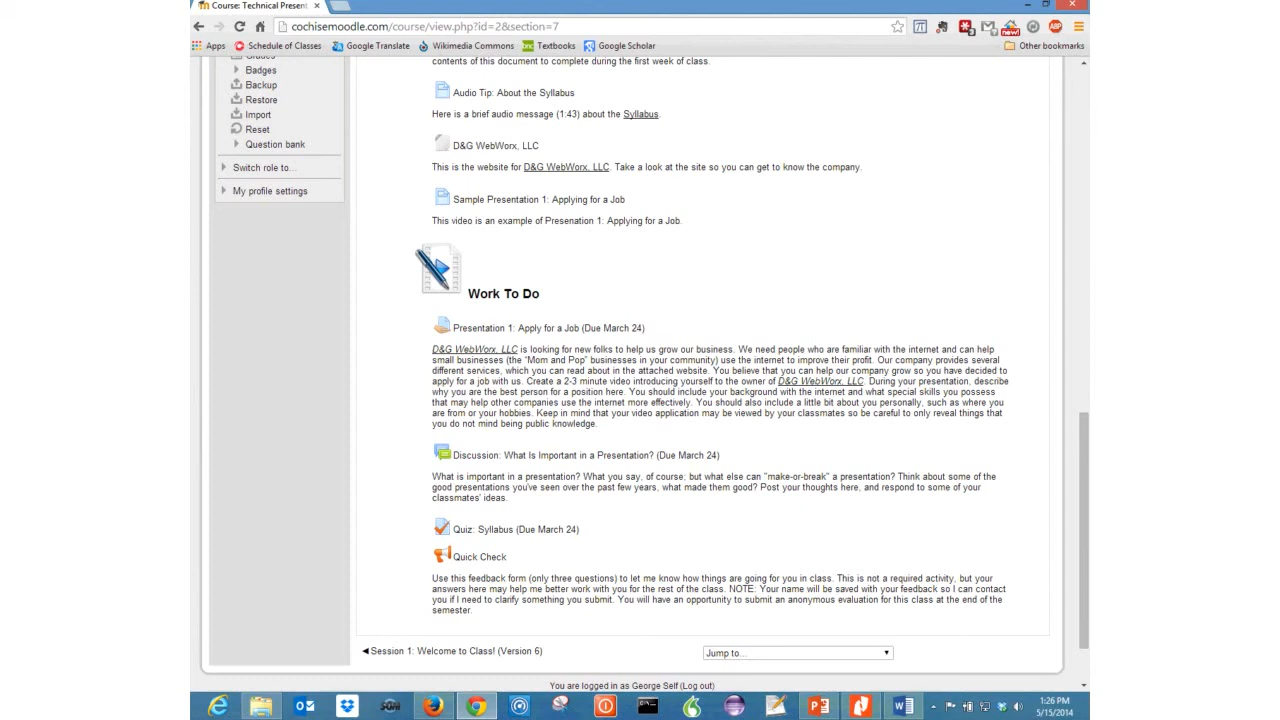 Course: Technical Present
cochisemoodle.com/course/view.php?id=2&section=7
Apps Schedule of Classes Google Translate Wikimedia Commons Textbooks Google Scholar Other bookmarks
Grades
Badges
Backup
Restore
Import
Reset
Question bank
Switch role to...
My profile settings
contents of this document to complete during the first week of class.
Audio Tip: About the Syllabus
Here is a brief audio message (1:43) about the Syllabus.
D&G WebWorx, LLC
This is the website for D&G WebWorx, LLC. Take a look at the site so you can get to know the company.
Sample Presentation 1: Applying for a Job
This video is an example of Presenation 1: Applying for a Job.
Work To Do
Presentation 1: Apply for a Job (Due March 24)
D&G WebWorx, LLC is looking for new folks to help us grow our business. We need people who are familiar with the internet and can help
small businesses (the "Mom and Pop" businesses in your community) use the internet to improve their profit. Our company provides several
different services, which you can read about in the attached website. You believe that you can help our company grow so you have decided to
apply for a job with us. Create a 2-3 minute video introducing yourself to the owner of D&G WebWorx, LLC. During your presentation, describe
why you are the best person for a position here. You should include your background with the internet and what special skills you possess
that may help other companies use the internet more effectively. You should also include a little bit about you personally, such as where you
are from or your hobbies. Keep in mind that your video application may be viewed by your classmates so be careful to only reveal things that
you do not mind being public knowledge.
Discussion: What Is Important in a Presentation? (Due March 24)
What is important in a presentation? What you say, of course; but what else can "make-or-break" a presentation? Think about some of the
good presentations you've seen over the past few years, what made them good? Post your thoughts here, and respond to some of your
classmates' ideas.
Quiz: Syllabus (Due March 24)
Quick Check
Use this feedback form (only three questions) to let me know how things are going for you in class. This is not a required activity, but your
answers here may help me better work with you for the rest of the class. NOTE: Your name will be saved with your feedback so I can contact
you if I need to clarify something you submit. You will have an opportunity to submit an anonymous evaluation for this class at the end of the
semester.
◄Session 1: Welcome to Class! (Version 6)
Jump to...
You are logged in as George Self (Log out)
1:26 PM
5/15/2014